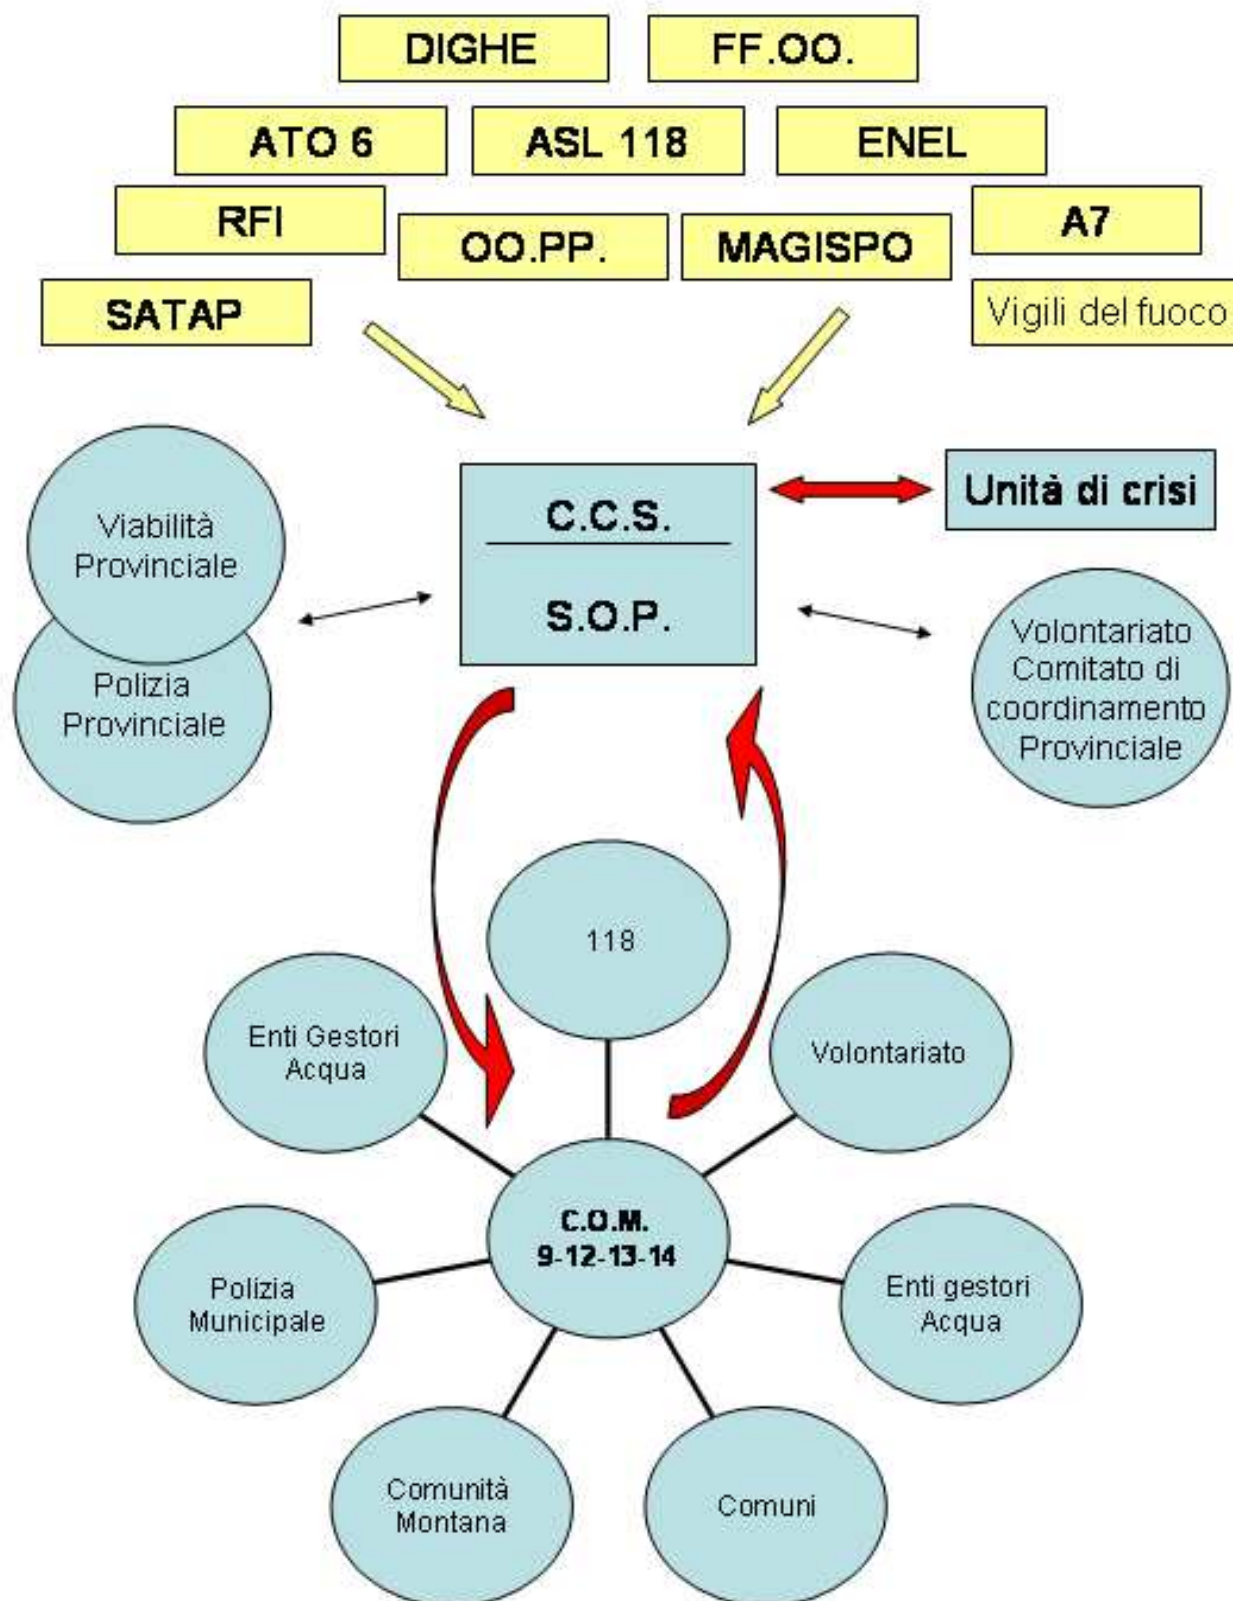 DIGHE
FF.OO.
ATO 6
ASL 118
ENEL
RFI
OO.PP.
MAGISPO
A7
SATAP
Vigili del fuoco
Viabilità
Provinciale
Polizia
Provinciale
C.C.S.
S.O.P.
Unità di crisi
Volontariato
Comitato di
coordinamento
Provinciale
118
Enti Gestori
Acqua
Volontariato
C.O.M.
9-12-13-14
Polizia
Municipale
Enti gestori
Acqua
Comunità
Montana
Comuni